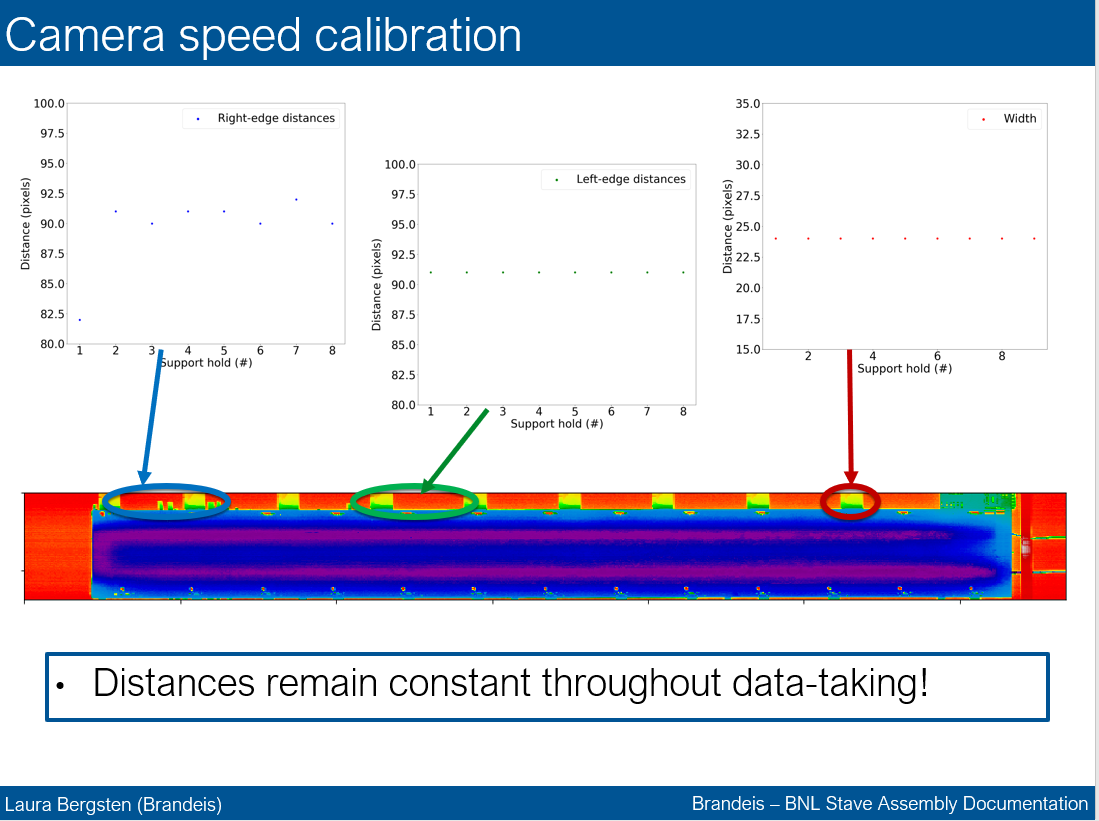 Camera speed calibration
100.0
97.5
95.0
92.5
90.0
87.5
85.0
82.5
80.0
Distance (pixels)
Right-edge distances
1 2 3 4 5 6 7 8
Support hold (#)
100.0
97.5
95.0
92.5
90.0
87.5
85.0
82.5
80.0
Distance (pixels)
Left-edge distances
1 2 3 4 5 6 7 8
Support hold (#)
35.0
32.5
30.0
27.5
25.0
22.5
20.0
17.5
15.0
Distance (pixels)
Width
2 4 6 8
Support hold (#)
• Distances remain constant throughout data-taking!
Laura Bergsten (Brandeis)
Brandeis – BNL Stave Assembly Documentation